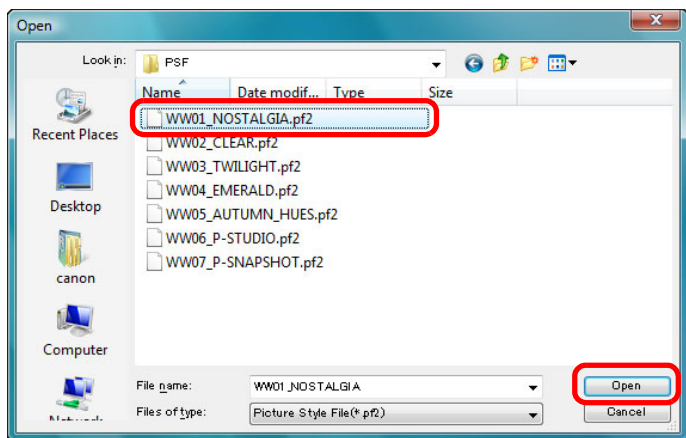 Open
Look in: PSF
Name Date modif... Type Size
WW01_NOSTALGIA.pf2
WW02_CLEAR.pf2
WW03_TWILIGHT.pf2
WW04_EMERALD.pf2
WW05_AUTUMN_HUES.pf2
WW06_P-STUDIO.pf2
WW07_P-SNAPSHOT.pf2
Recent Places
Desktop
canon
Computer
File name: WW01_NOSTALGIA Open
Files of type: Picture Style File(*.pf2) Cancel